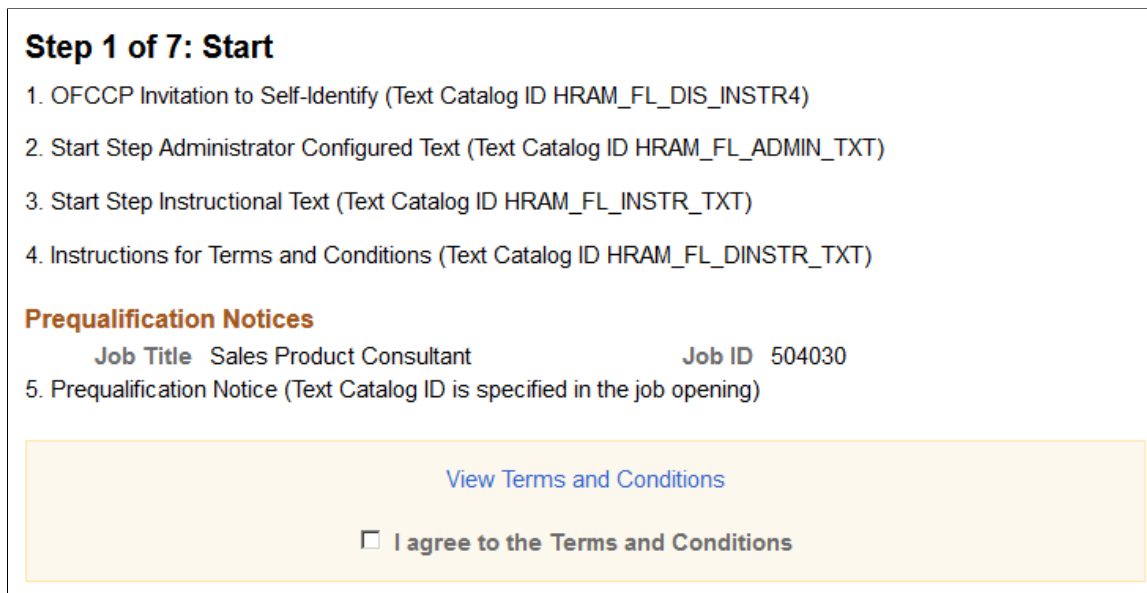 Step 1 of 7: Start
1. OFCCP Invitation to Self-Identify (Text Catalog ID HRAM_FL_DIS_INSTR4)
2. Start Step Administrator Configured Text (Text Catalog ID HRAM_FL_ADMIN_TXT)
3. Start Step Instructional Text (Text Catalog ID HRAM_FL_INSTR_TXT)
4. Instructions for Terms and Conditions (Text Catalog ID HRAM_FL_DINSTR_TXT)
Prequalification Notices
Job Title Sales Product Consultant Job ID 504030
5. Prequalification Notice (Text Catalog ID is specified in the job opening)
View Terms and Conditions
I agree to the Terms and Conditions